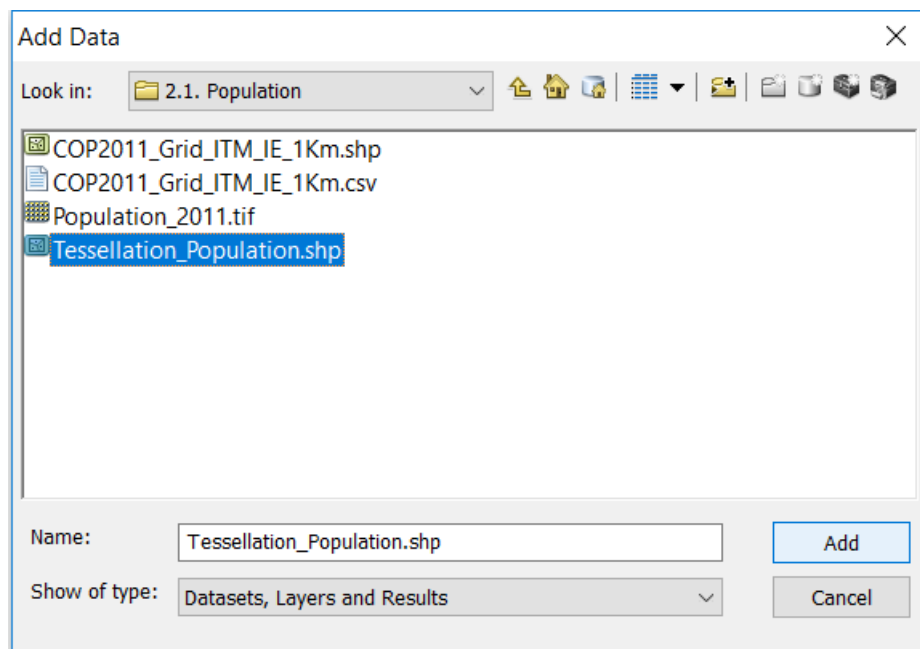 Add Data
Look in: 2.1. Population
COP2011_Grid_ITM_IE_1Km.shp
COP2011_Grid_ITM_IE_1Km.csv
Population_2011.tif
Tessellation_Population.shp
Name: Tessellation_Population.shp Add
Show of type: Datasets, Layers and Results Cancel